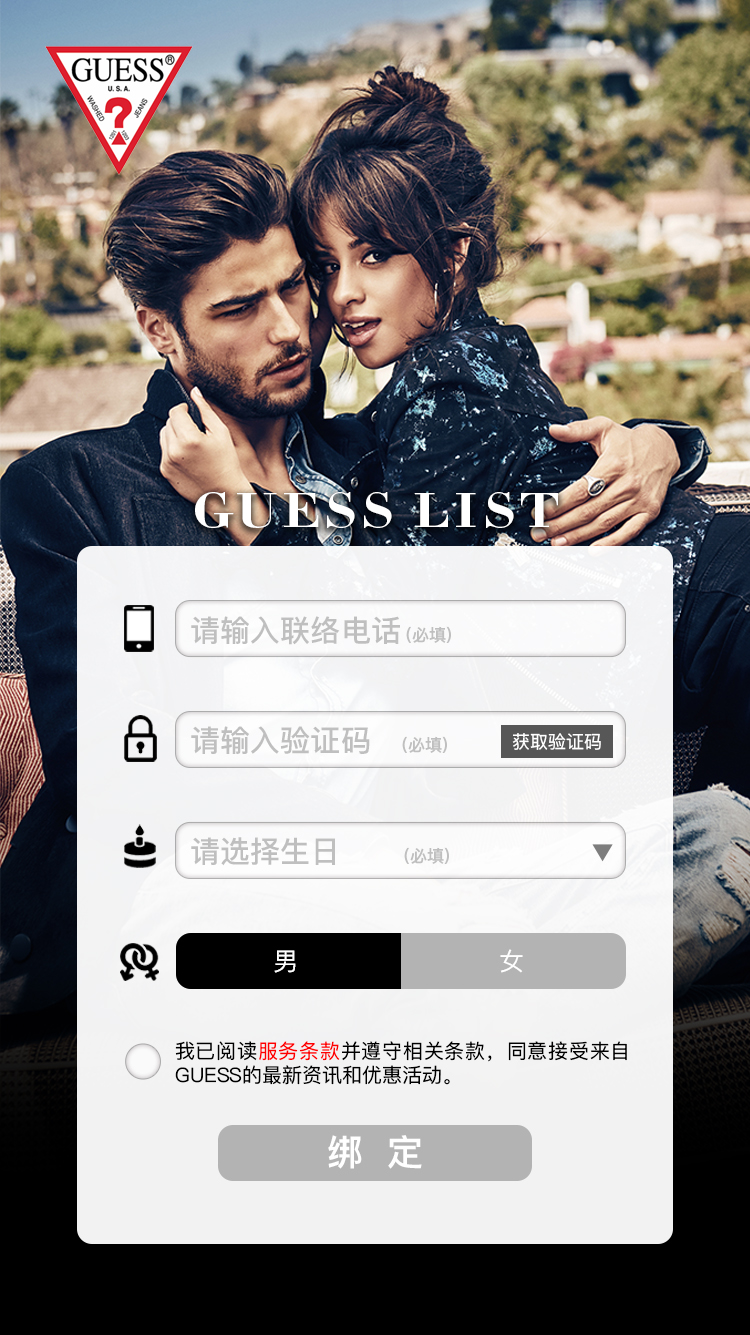 GUESS®
U.S.A.
WASHED
?
JEANS
GUESS LIST
请输入联络电话(必填)
请输入验证码 (必填) 获取验证码
请选择生日 (必填)
男 女
我已阅读服务条款并遵守相关条款，同意接受来自
GUESS的最新资讯和优惠活动。
绑 定